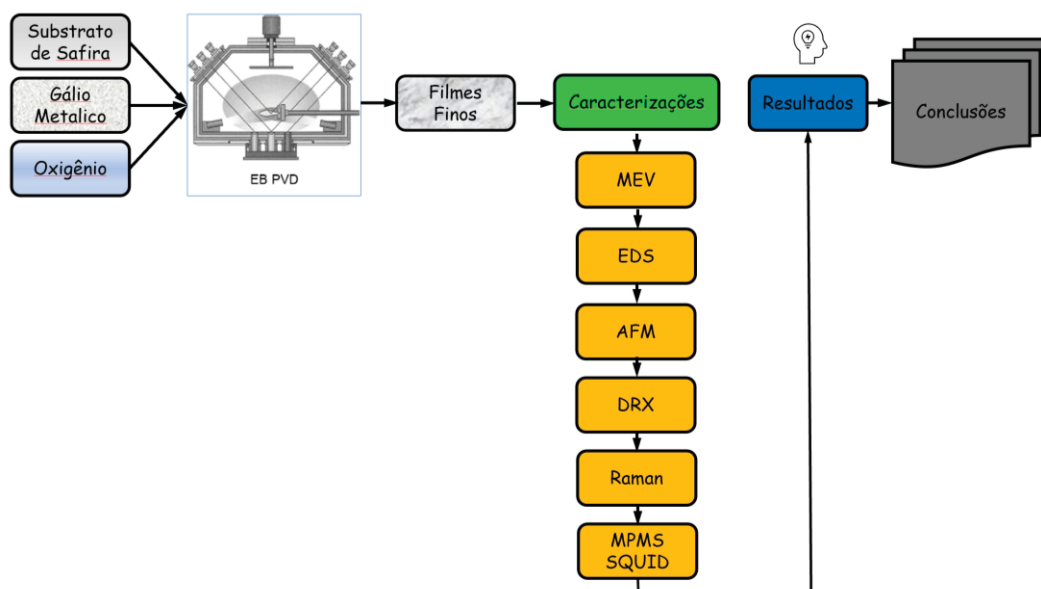 Substrato
de Safira
Gálio
Metalico
Oxigênio
EB PVD
Filmes
Finos
Caracterizações
MEV
EDS
AFM
DRX
Raman
MPMS
SQUID
Resultados
Conclusões